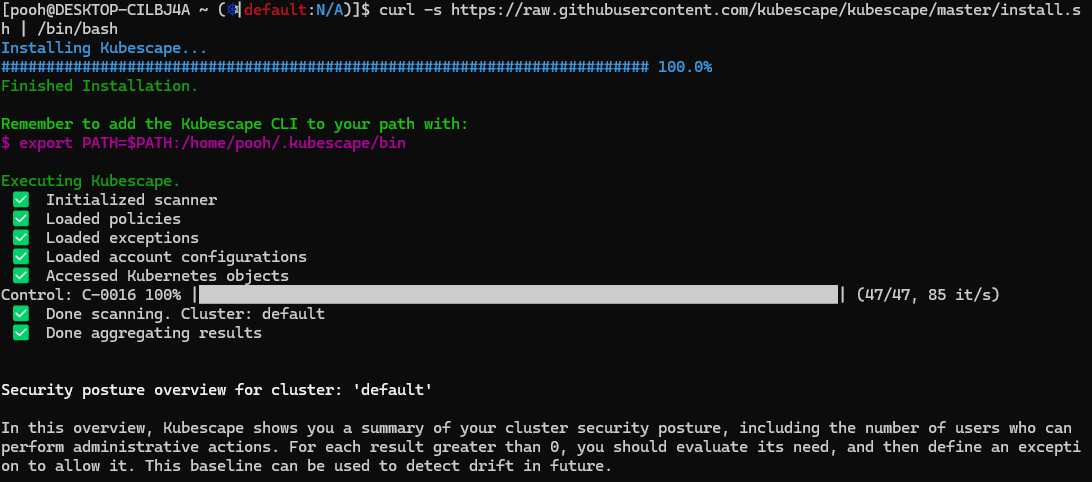 [pooh@DESKTOP-CILBJ4A ~ (⎈|default:N/A)]$ curl -s https://raw.githubusercontent.com/kubescape/kubescape/master/install.s
h | /bin/bash
Installing Kubescape...
######################################################################## 100.0%
Finished Installation.
Remember to add the Kubescape CLI to your path with:
$ export PATH=$PATH:/home/pooh/.kubescape/bin
Executing Kubescape.
✅ Initialized scanner
✅ Loaded policies
✅ Loaded exceptions
✅ Loaded account configurations
✅ Accessed Kubernetes objects
Control: C-0016 100% |███████████████████████████████████████████████████████████████████████| (47/47, 85 it/s)
✅ Done scanning. Cluster: default
✅ Done aggregating results
Security posture overview for cluster: 'default'
In this overview, Kubescape shows you a summary of your cluster security posture, including the number of users who can
perform administrative actions. For each result greater than 0, you should evaluate its need, and then define an excepti
on to allow it. This baseline can be used to detect drift in future.